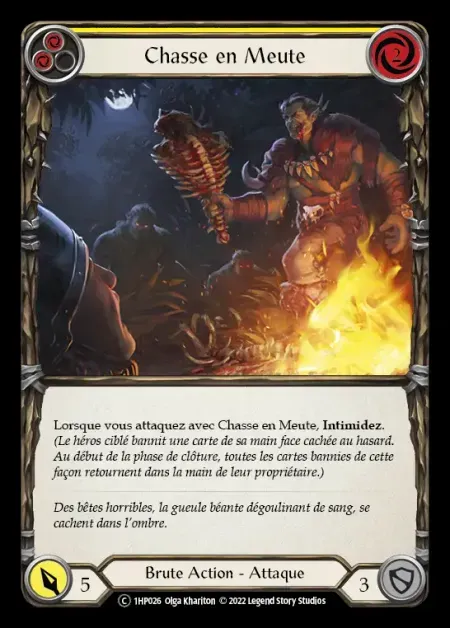 Chasse en Meute
2
Lorsque vous attaquez avec Chasse en Meute, Intimidez.
(Le héros ciblé bannit une carte de sa main face cachée au hasard.
Au début de la phase de clôture, toutes les cartes bannies de cette
façon retournent dans la main de leur propriétaire.)
Des bêtes horribles, la gueule béante dégoulinant de sang, se
cachent dans l'ombre.
5
Brute Action - Attaque
3
C 1HP026 Olga Khariton © 2022 Legend Story Studios